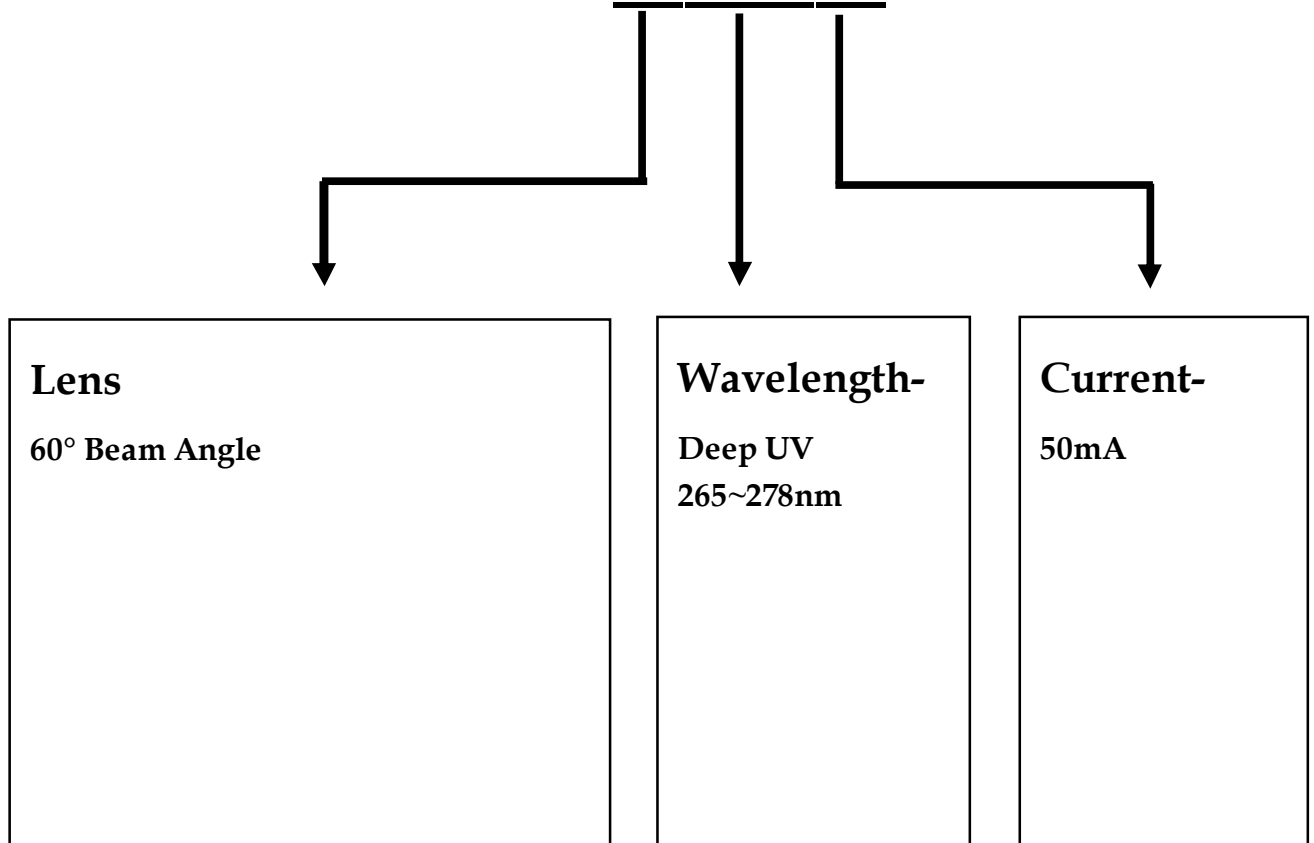 Lens
60° Beam Angle
Wavelength-
Deep UV
265~278nm
Current-
50mA